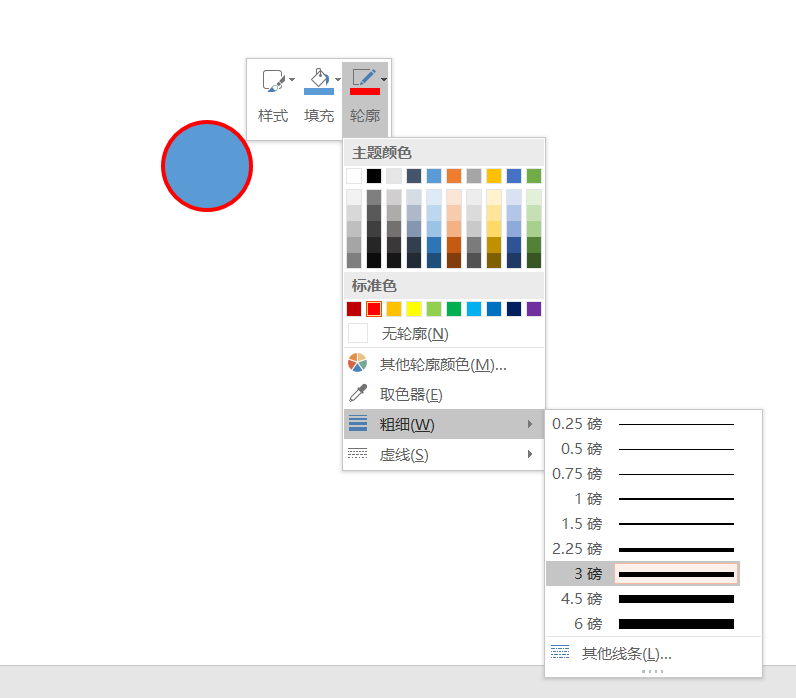 样式 填充 轮廓
主题颜色
标准色
无轮廓(N)
其他轮廓颜色(M)...
取色器(E)
粗细(W)
虚线(S)
0.25 磅
0.5 磅
0.75 磅
1 磅
1.5 磅
2.25 磅
3 磅
4.5 磅
6 磅
其他线条(L)...